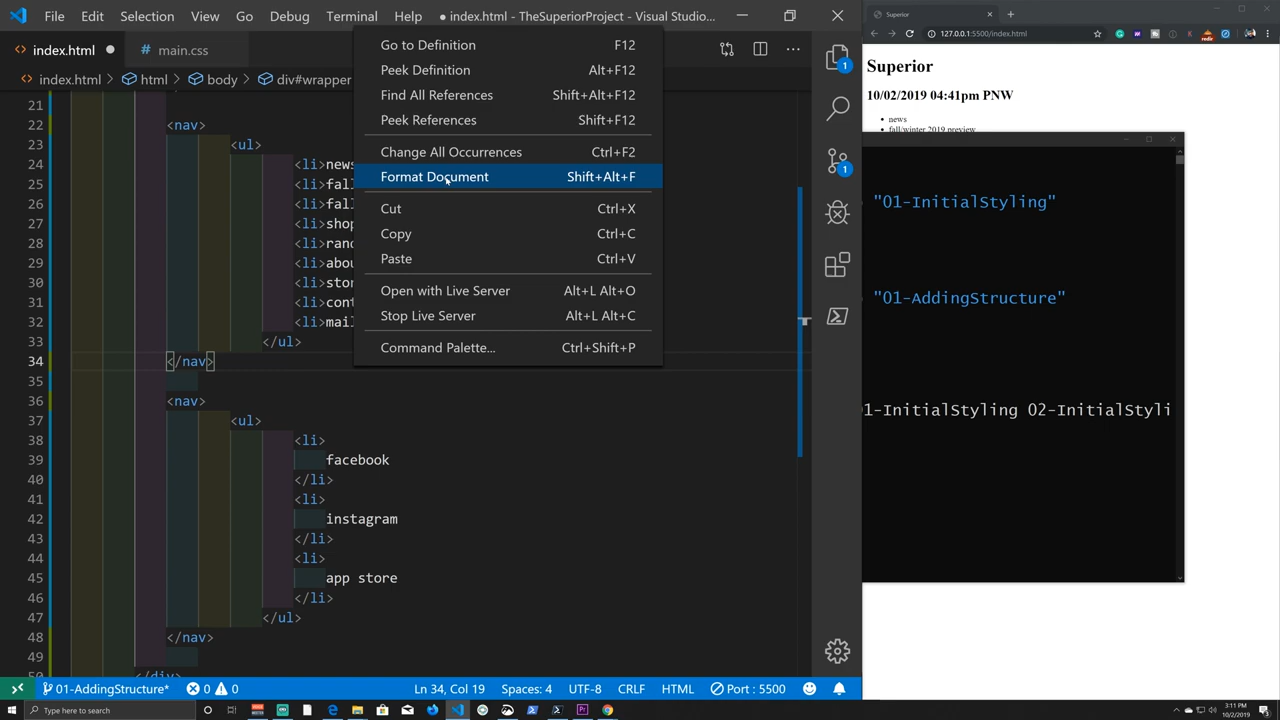 File Edit Selection View Go Debug Terminal Help ● index.html - TheSuperiorProject - Visual Studio...
index.html ● main.css
index.html > html > body > div#wrapper
21
22 <nav>
23 <ul>
24 <li>news
25 <li>fal
26 <li>fal
27 <li>shop
28 <li>ran
29 <li>abou
30 <li>sto
31 <li>con
32 <li>mail
33 </ul>
34 </nav>
35
36 <nav>
37 <ul>
38 <li>
39 facebook
40 </li>
41 <li>
42 instagram
43 </li>
44 <li>
45 app store
46 </li>
47 </ul>
48 </nav>
49
50 </div>
Go to Definition F12
Peek Definition Alt+F12
Find All References Shift+Alt+F12
Peek References Shift+F12
Change All Occurrences Ctrl+F2
Format Document Shift+Alt+F
Cut Ctrl+X
Copy Ctrl+C
Paste Ctrl+V
Open with Live Server Alt+L Alt+O
Stop Live Server Alt+L Alt+C
Command Palette... Ctrl+Shift+P
1
1
01-AddingStructure* 0 0 Ln 34, Col 19 Spaces: 4 UTF-8 CRLF HTML Port : 5500
Superior
127.0.0.1:5500/index.html
Superior
10/02/2019 04:41pm PNW
news
fall/winter 2019 preview
"01-InitialStyling"
"01-AddingStructure"
1-InitialStyling 02-InitialStyli
Type here to search
3:11 PM
10/2/2019